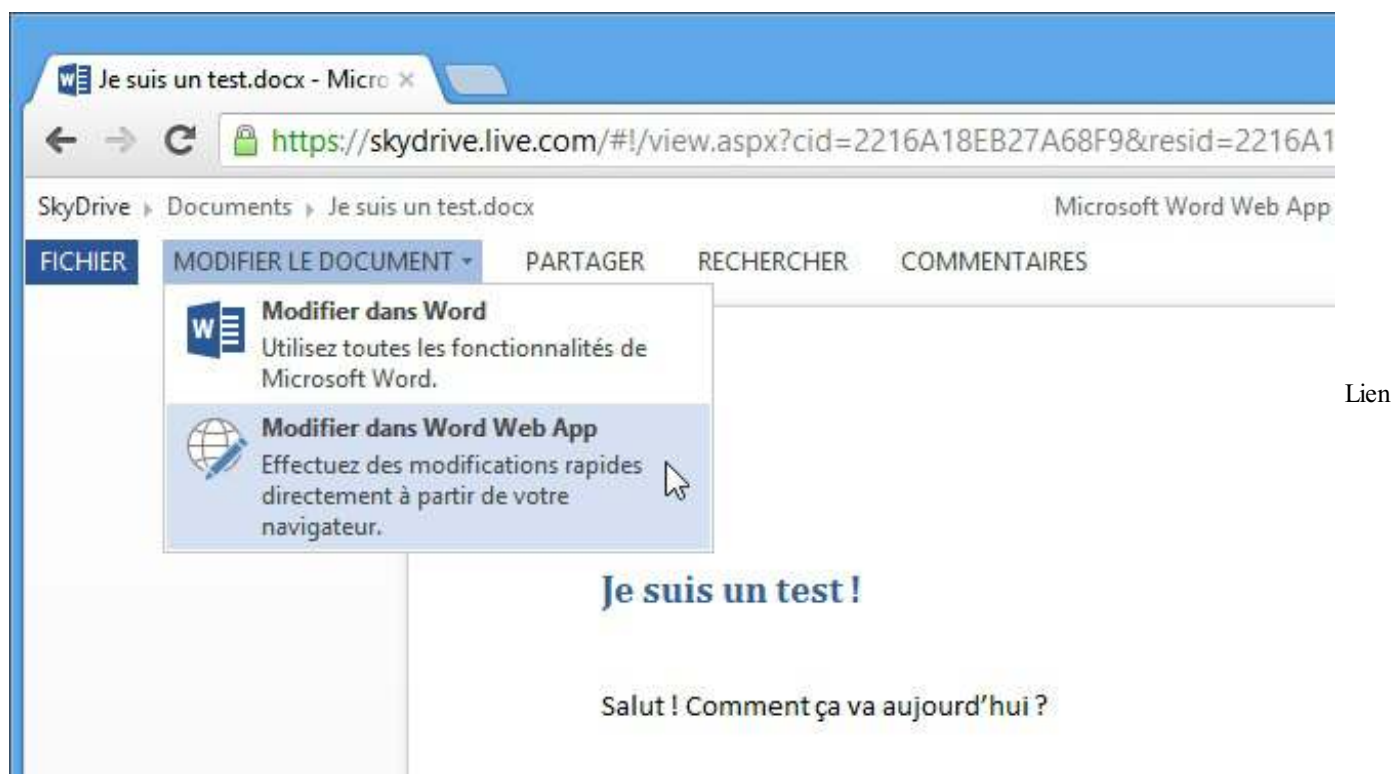 Je suis un test.docx - Micro
https://skydrive.live.com/#!/view.aspx?cid=2216A18EB27A68F9&resid=2216A1
SkyDrive Documents Je suis un test.docx Microsoft Word Web App
FICHIER MODIFIER LE DOCUMENT PARTAGER RECHERCHER COMMENTAIRES
Modifier dans Word
Utilisez toutes les fonctionnalités de
Microsoft Word.
Lien
Modifier dans Word Web App
Effectuez des modifications rapides
directement à partir de votre
navigateur.
Je suis un test !
Salut ! Comment ça va aujourd’hui ?